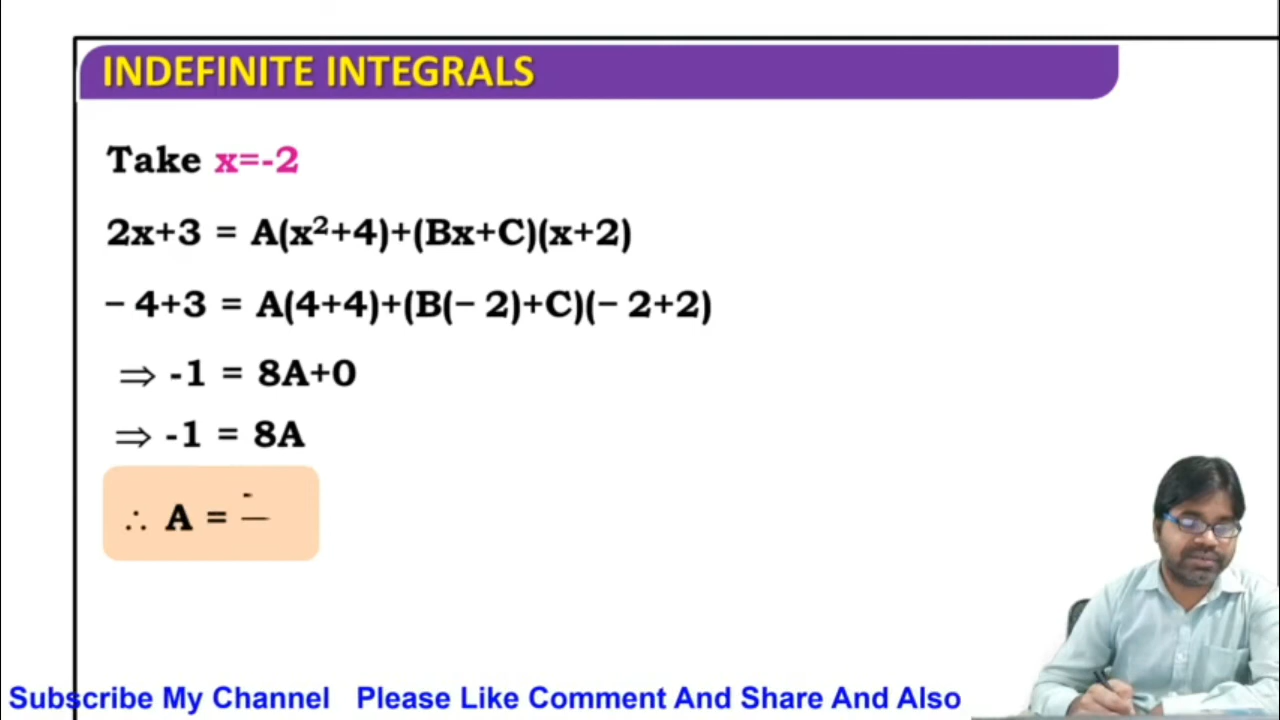 INDEFINITE INTEGRALS
Take x=-2
2x+3 = A(x²+4)+(Bx+C)(x+2)
– 4+3 = A(4+4)+(B(– 2)+C)(– 2+2)
⇒ -1 = 8A+0
⇒ -1 = 8A
∴ A = -
Subscribe My Channel Please Like Comment And Share And Also